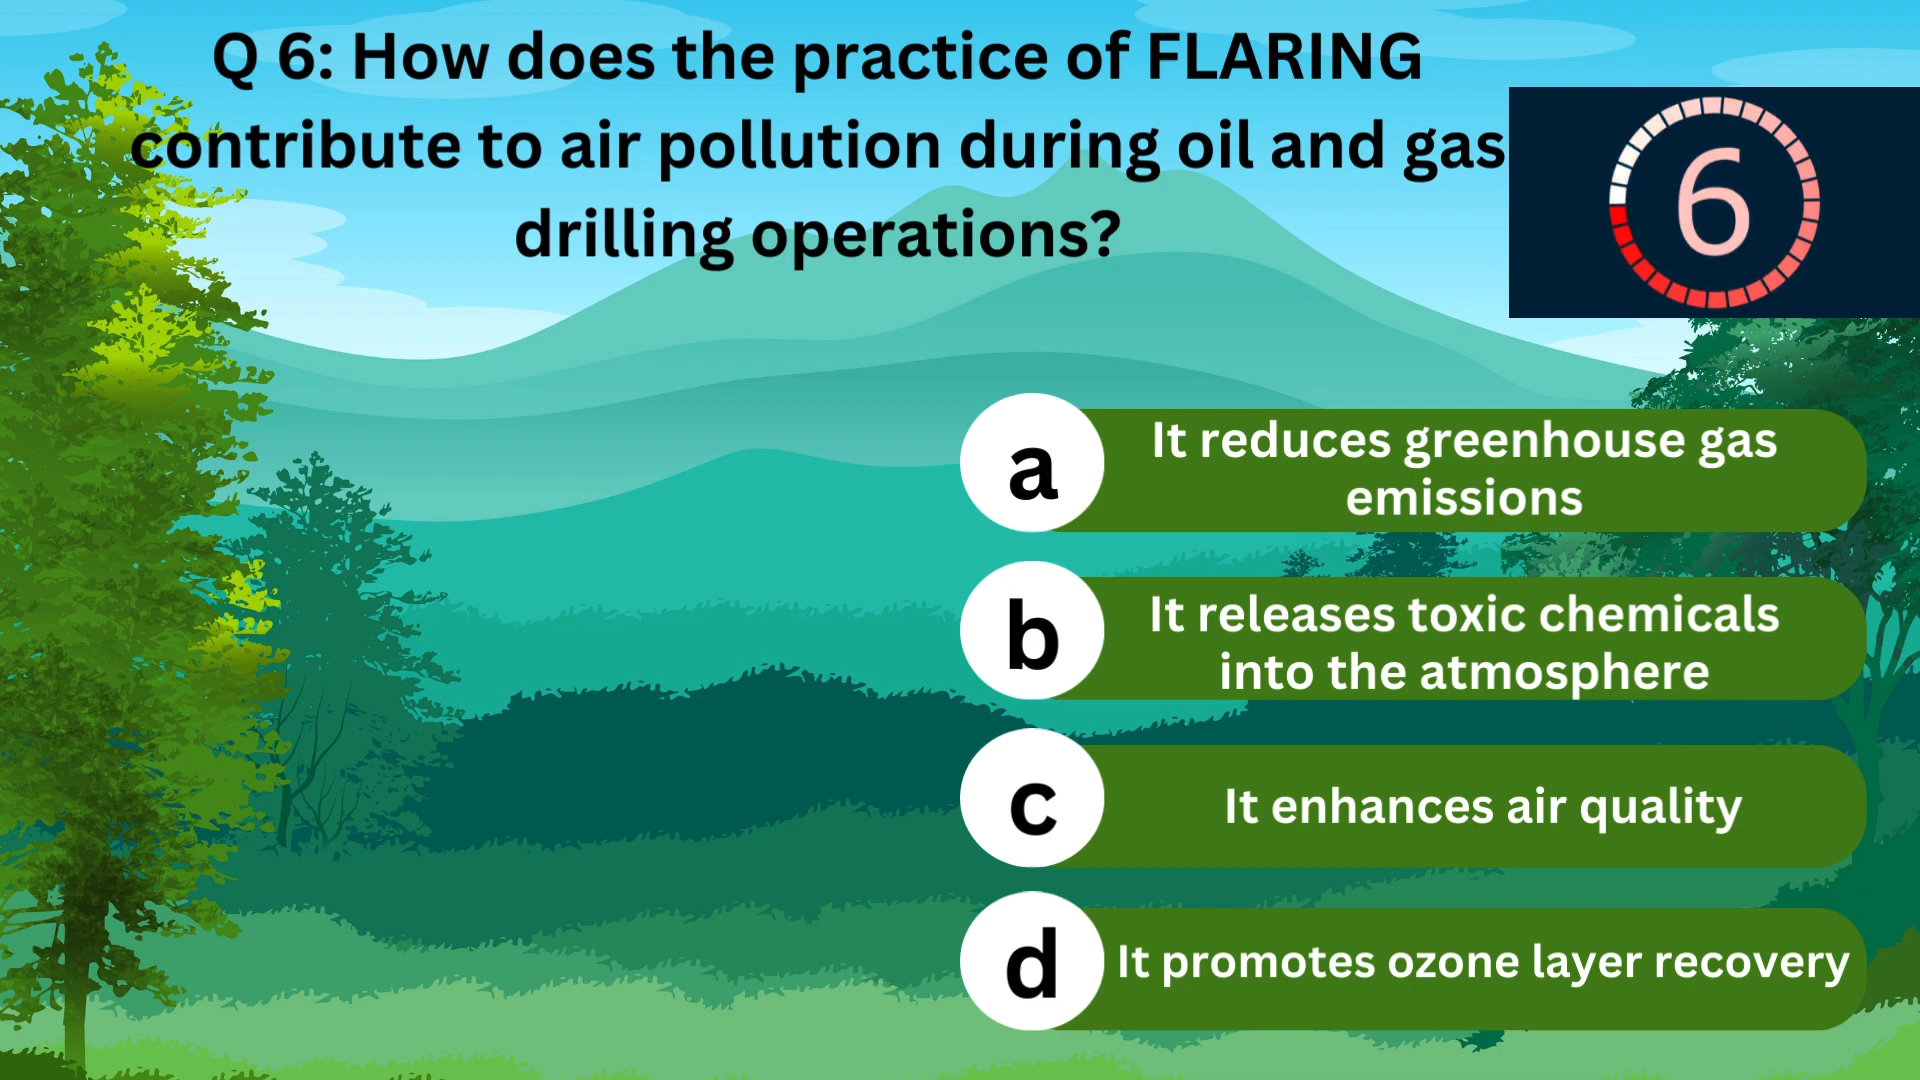 Q 6: How does the practice of FLARING
contribute to air pollution during oil and gas
drilling operations?
6
a
It reduces greenhouse gas
emissions
b
It releases toxic chemicals
into the atmosphere
c
It enhances air quality
d
It promotes ozone layer recovery